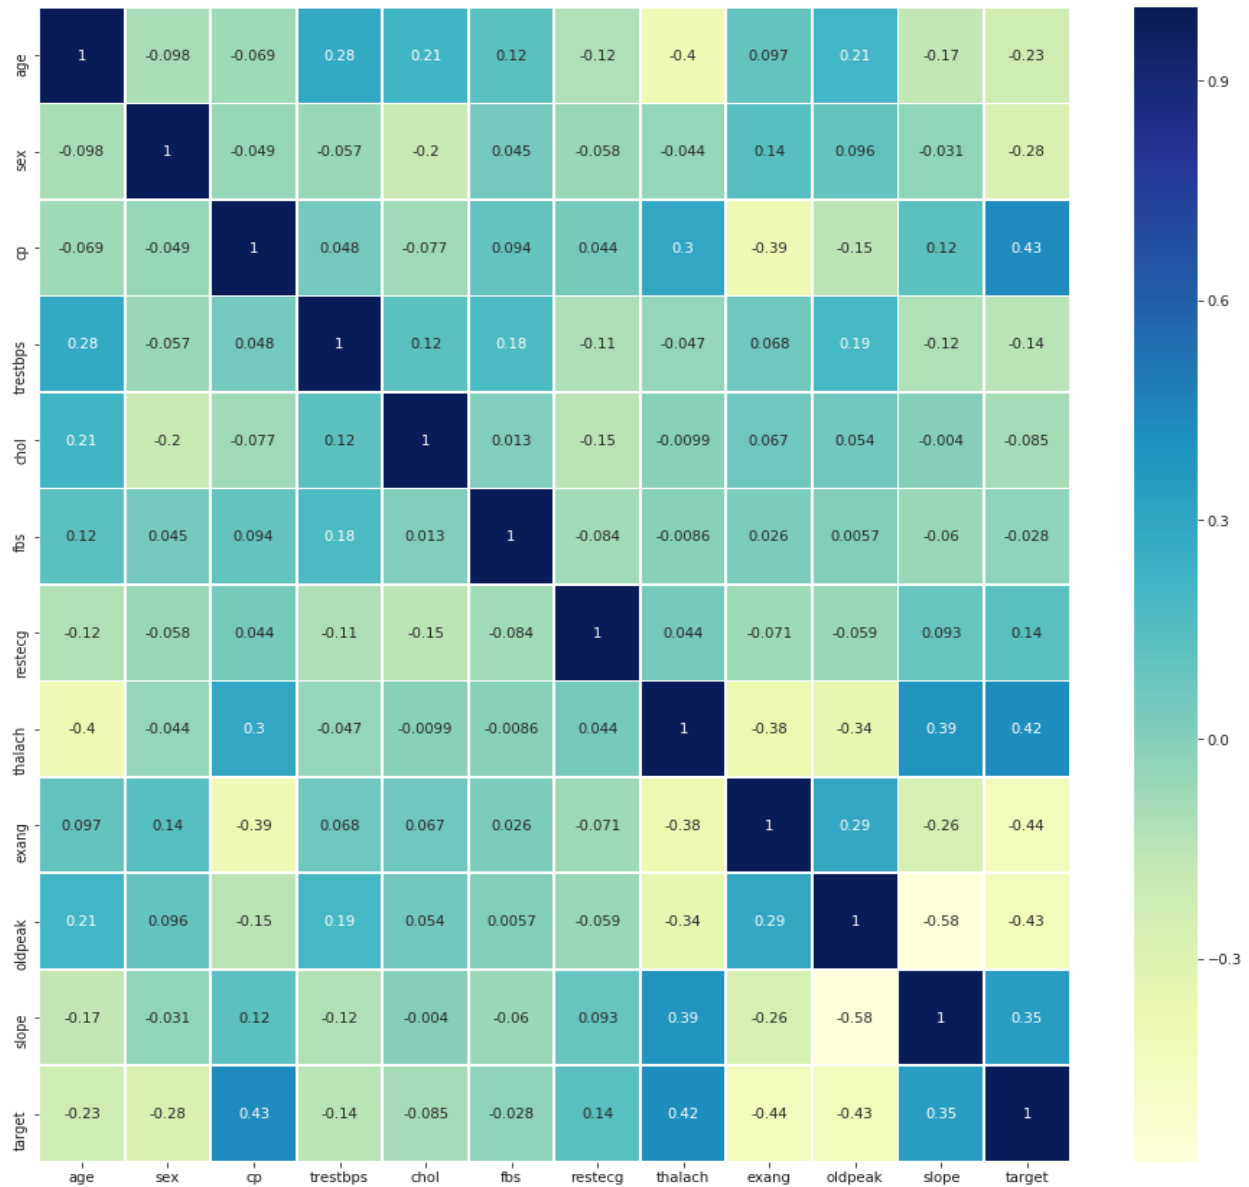 age 1 -0.098 -0.069 0.28 0.21 0.12 -0.12 -0.4 0.097 0.21 -0.17 -0.23
sex -0.098 1 -0.049 -0.057 -0.2 0.045 -0.058 -0.044 0.14 0.096 -0.031 -0.28
cp -0.069 -0.049 1 0.048 -0.077 0.094 0.044 0.3 -0.39 -0.15 0.12 0.43
trestbps 0.28 -0.057 0.048 1 0.12 0.18 -0.11 -0.047 0.068 0.19 -0.12 -0.14
chol 0.21 -0.2 -0.077 0.12 1 0.013 -0.15 -0.0099 0.067 0.054 -0.004 -0.085
fbs 0.12 0.045 0.094 0.18 0.013 1 -0.084 -0.0086 0.026 0.0057 -0.06 -0.028
restecg -0.12 -0.058 0.044 -0.11 -0.15 -0.084 1 0.044 -0.071 -0.059 0.093 0.14
thalach -0.4 -0.044 0.3 -0.047 -0.0099 -0.0086 0.044 1 -0.38 -0.34 0.39 0.42
exang 0.097 0.14 -0.39 0.068 0.067 0.026 -0.071 -0.38 1 0.29 -0.26 -0.44
oldpeak 0.21 0.096 -0.15 0.19 0.054 0.0057 -0.059 -0.34 0.29 1 -0.58 -0.43
slope -0.17 -0.031 0.12 -0.12 -0.004 -0.06 0.093 0.39 -0.26 -0.58 1 0.35
target -0.23 -0.28 0.43 -0.14 -0.085 -0.028 0.14 0.42 -0.44 -0.43 0.35 1
age sex cp trestbps chol fbs restecg thalach exang oldpeak slope target
0.9
0.6
0.3
0.0
−0.3